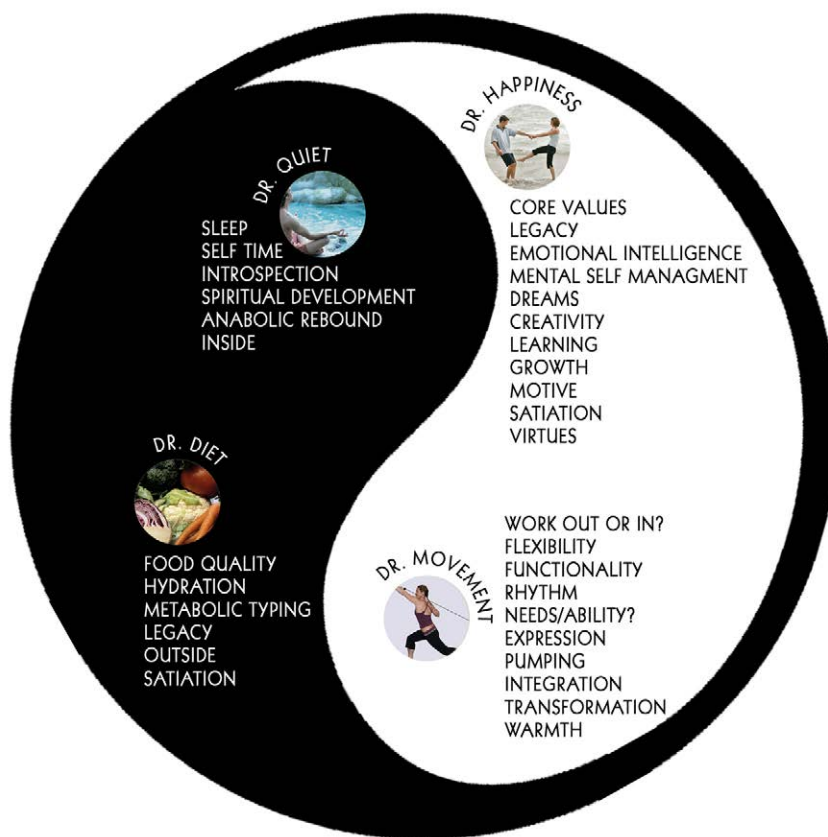 DR. HAPPINESS
CORE VALUES
LEGACY
EMOTIONAL INTELLIGENCE
MENTAL SELF MANAGMENT
DREAMS
CREATIVITY
LEARNING
GROWTH
MOTIVE
SATIATION
VIRTUES
DR. QUIET
SLEEP
SELF TIME
INTROSPECTION
SPIRITUAL DEVELOPMENT
ANABOLIC REBOUND
INSIDE
DR. DIET
FOOD QUALITY
HYDRATION
METABOLIC TYPING
LEGACY
OUTSIDE
SATIATION
DR. MOVEMENT
WORK OUT OR IN?
FLEXIBILITY
FUNCTIONALITY
RHYTHM
NEEDS/ABILITY?
EXPRESSION
PUMPING
INTEGRATION
TRANSFORMATION
WARMTH